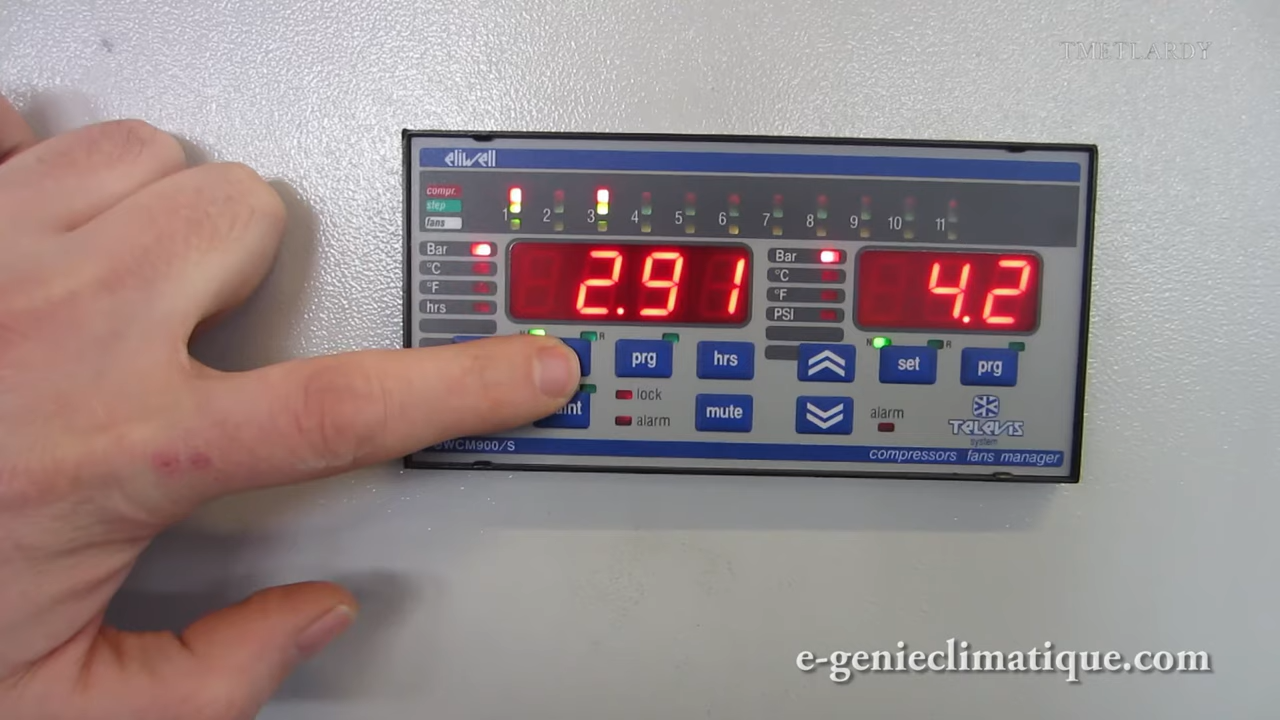 TMETLARDY
eliwell
compr.
step
fans
1 2 3 4 5 6 7 8 9 10 11
Bar
°C
°F
hrs
2.91
Bar
°C
°F
PSI
4.2
N R
prg
hrs
N R
set
prg
lock
alarm
mute
alarm
TELEVIS
system
EWCM900/S
compressors fans manager
e-genieclimatique.com